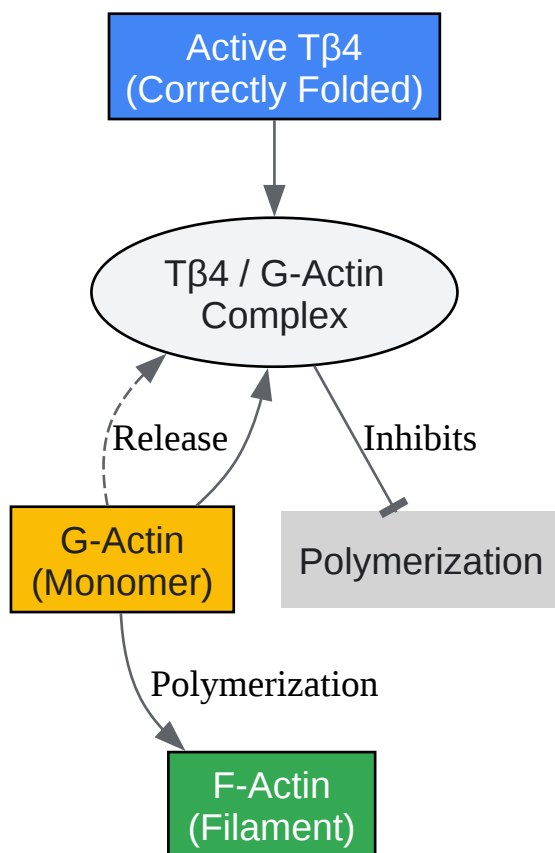 Active Tβ4
(Correctly Folded)
Tβ4 / G-Actin
Complex
Release
Inhibits
G-Actin
(Monomer)
Polymerization
Polymerization
F-Actin
(Filament)